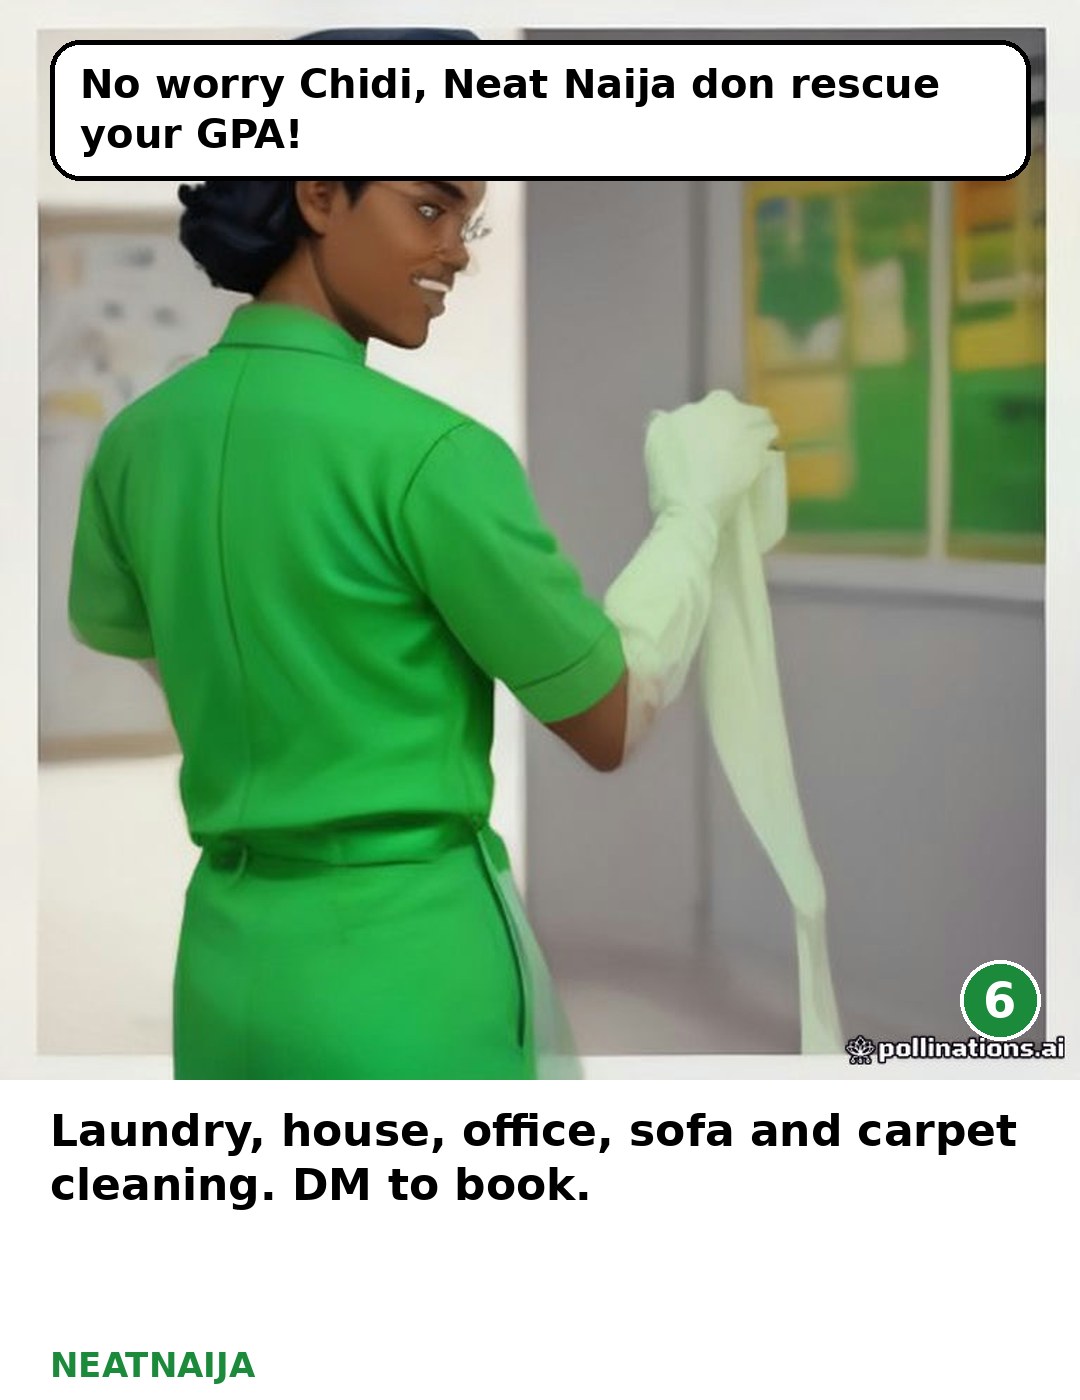 No worry Chidi, Neat Naija don rescue
your GPA!
6
pollinations.ai
Laundry, house, office, sofa and carpet
cleaning. DM to book.
NEATNAIJA